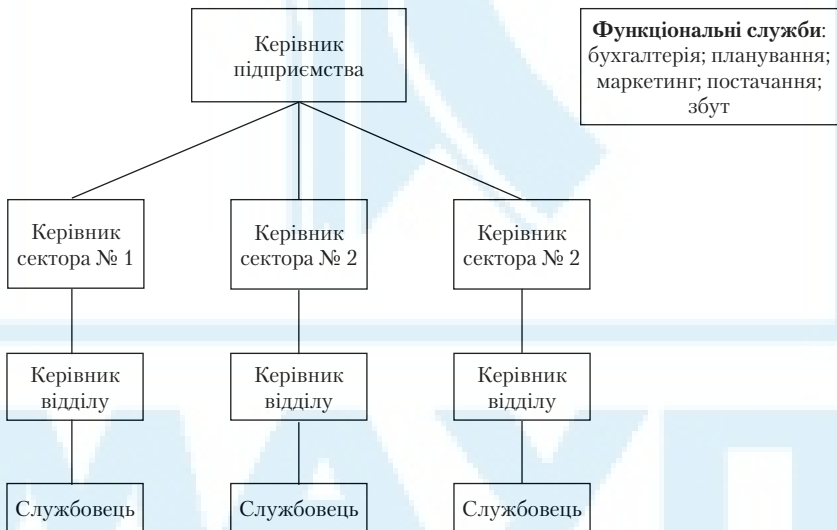 Керівник
підприємства
Функціональні служби:
бухгалтерія; планування;
маркетинг; постачання;
збут
Керівник
сектора № 1
Керівник
сектора № 2
Керівник
сектора № 2
Керівник
відділу
Керівник
відділу
Керівник
відділу
Службовець
Службовець
Службовець
МАУП